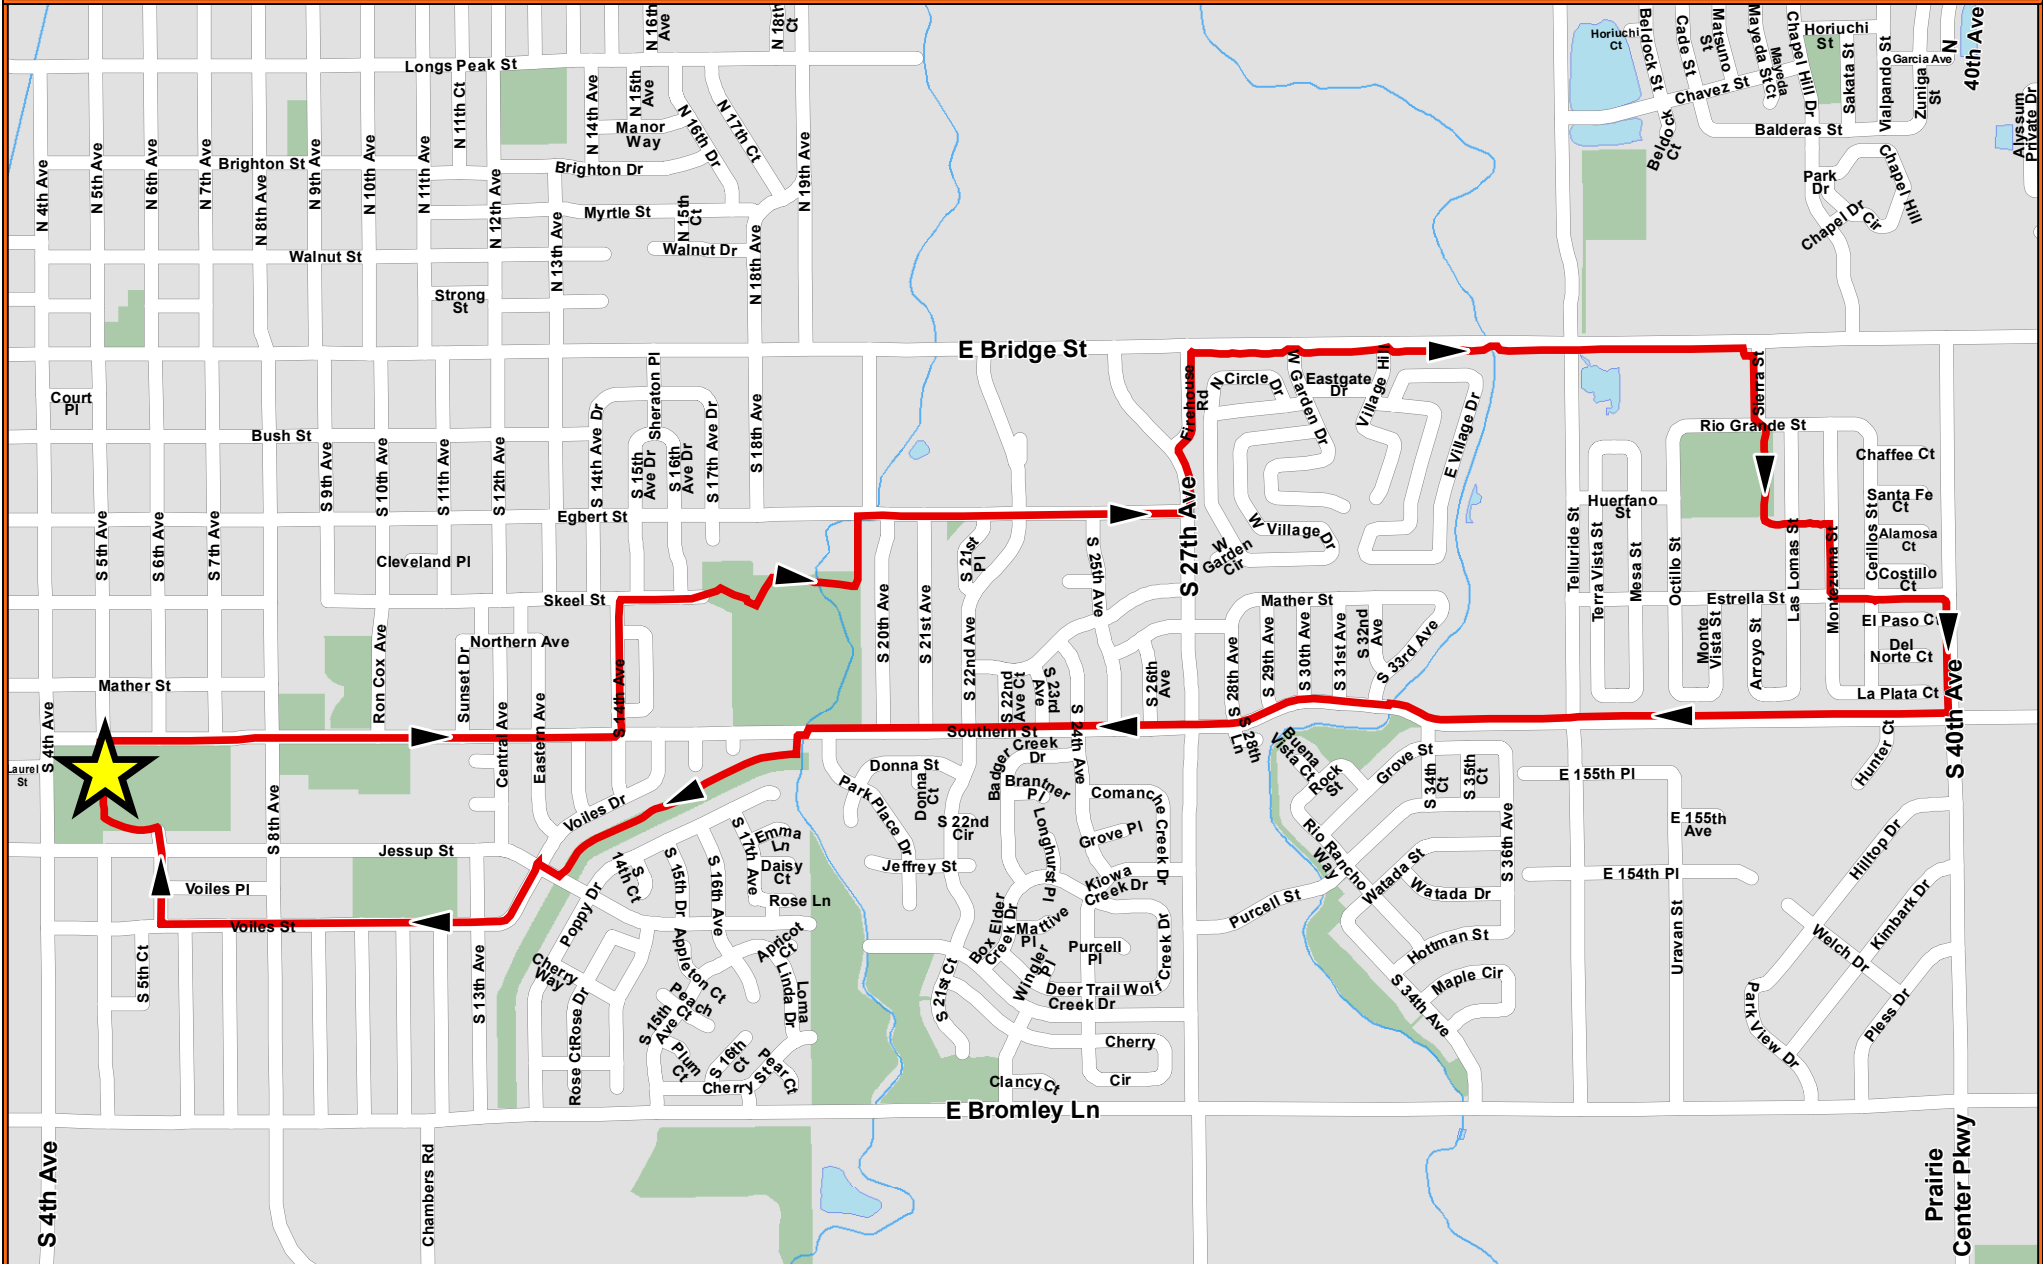 N 16th
Ave
N 18th
Ct
Longs Peak St
N 11th Ct
N 14th Ave
N 15th
Ave
Manor
Way
N 16th Dr
N 17th Ct
N 4th Ave
N 5th Ave
N 6th Ave
N 7th Ave
Brighton St
N 8th Ave
N 9th Ave
N 10th Ave
N 11th Ave
N 12th Ave
Brighton Dr
N 13th Ave
Myrtle St
N 15th
Ct
Walnut Dr
N 18th Ave
N 19th Ave
Walnut St
Strong
St
Horiuchi
Ct
Beldock St
Cade St
Matsuno
St
Mayeda St
Mayeda
Ct
Chapel Hill Dr
Horiuchi
St
Sakata St
Vialpando St
Garcia Ave
Zuniga
St
N
40th Ave
Chavez St
Balderas St
Beldock
Ct
Alyssum
Private Dr
Park
Dr
Chapel Hill
Cir
Chapel Dr
E Bridge St
Court
Pl
Bush St
S 9th Ave
S 10th Ave
S 11th Ave
S 12th Ave
S 14th Ave Dr
Sheraton Pl
S 15th
Ave Dr
S 16th
Ave Dr
S 17th Ave Dr
S 18th Ave
Egbert St
Firehouse
Rd
N Circle Dr
W Garden Dr
Eastgate
Dr
Village Hill
E Village Dr
W Village Dr
W
Garden
Cir
S 27th Ave
Sierra St
Rio Grande St
Chaffee Ct
Santa Fe
Ct
Alamosa
Ct
Costillo
Ct
Cerillos St
Huerfano
St
Telluride St
Terra Vista St
Mesa St
Octillo St
Las Lomas St
Montezuma St
Estrella St
El Paso Ct
Del
Norte Ct
La Plata Ct
Monte
Vista St
Arroyo St
S 5th Ave
S 6th Ave
S 7th Ave
Cleveland Pl
Skeel St
Northern Ave
Ron Cox Ave
Sunset Dr
Mather St
S 4th Ave
Central Ave
Eastern Ave
S 14th Ave
S 20th Ave
S 21st Ave
S 21st
Pl
S 22nd Ave
S 22nd
Ave Ct
S 23rd
Ave
S 24th Ave
S 25th Ave
S 26th
Ave
Mather St
S 28th Ave
S 29th Ave
S 30th Ave
S 31st Ave
S 32nd
Ave
S 33rd Ave
S 40th Ave
Southern St
S 28th
Ln
Laurel
St
S 8th Ave
Voiles Dr
Jessup St
Voiles Pl
Voiles St
S 5th Ct
S 13th Ave
Donna St
Donna
Ct
Park Place Dr
S 22nd
Cir
Jeffrey St
Badger
Creek
Dr
Brantner
Pl
Longhurst Pl
Comanche Creek Dr
Grove Pl
Kiowa
Creek Dr
Box Elder
Creek Dr
Mattive
Pl
Wingler
Pl
Purcell
Pl
Deer Trail
Creek Dr
Wolf
Creek Dr
S 21st Ct
Cherry
Cir
Clancy Ct
Emma
Ln
Daisy
Ct
Rose Ln
S 17th Ave
S 16th Ave
S 15th Dr
S
14th Ct
Poppy Dr
Cherry
Way
Rose Dr
Rose Ct
Appleton Ct
Apricot
Ct
Loma
Linda Dr
Peach
Ct
S 15th
Ave
Plum
Ct
S 16th
Ct
Pear Ct
Cherry St
Buena
Vista Ct
Rock
St
Grove St
S 34th
Ct
S 35th
Ct
S 36th Ave
Rio Rancho
Way
Watada St
Watada Dr
Purcell St
Hottman St
Maple Cir
S 34th Ave
E 155th Pl
E 155th
Ave
E 154th Pl
Uravan St
Hunter Ct
Hilltop Dr
Kimbark Dr
Welch Dr
Pless Dr
Park View Dr
E Bromley Ln
S 4th Ave
Chambers Rd
Prairie
Center Pkwy